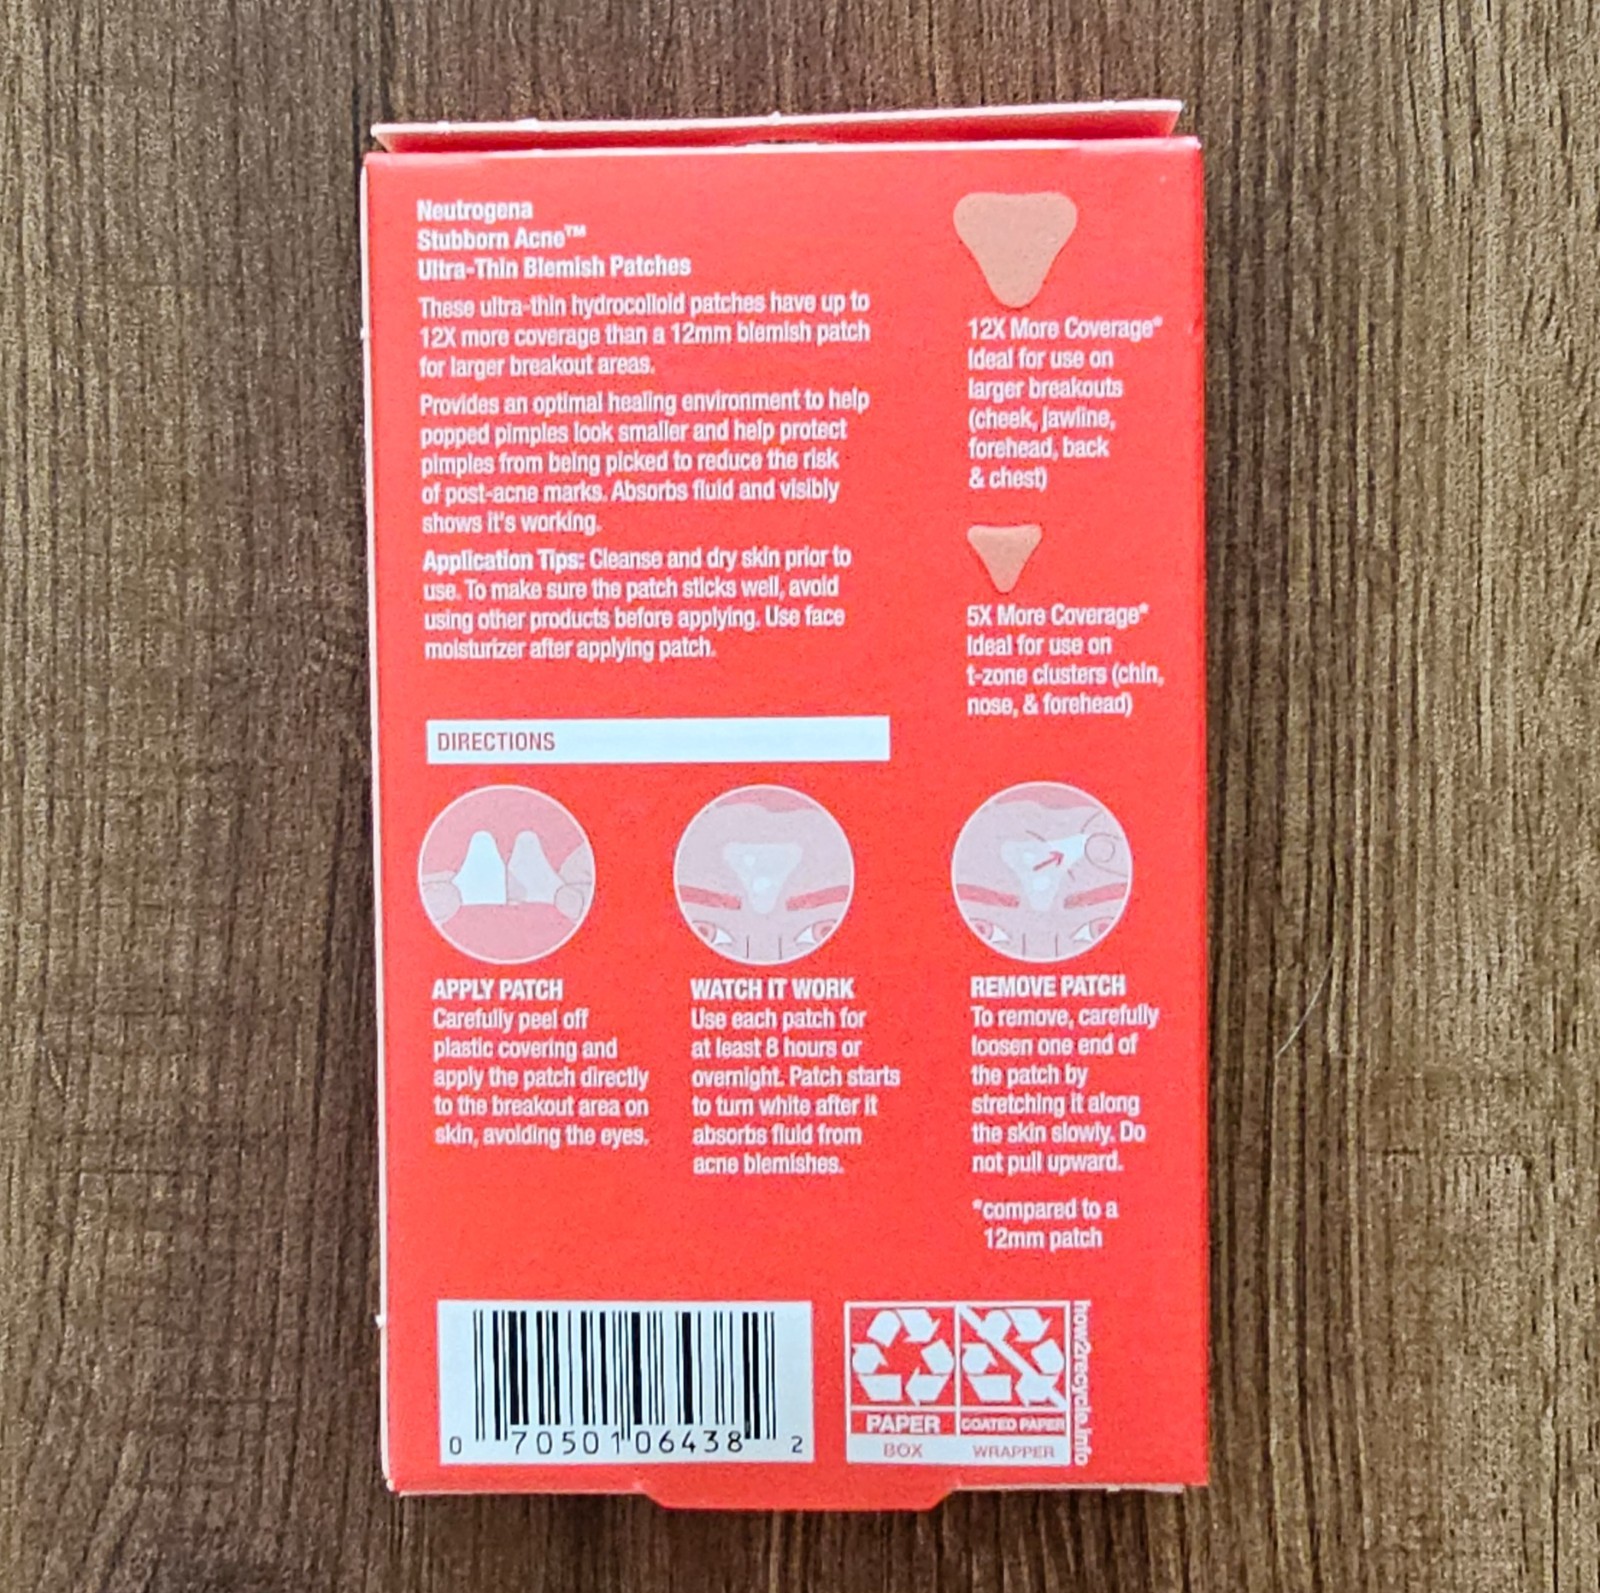 Neutrogena
Stubborn Acne™
Ultra-Thin Blemish Patches
These ultra-thin hydrocolloid patches have up to
12X more coverage than a 12mm blemish patch
for larger breakout areas.
Provides an optimal healing environment to help
popped pimples look smaller and help protect
pimples from being picked to reduce the risk
of post-acne marks. Absorbs fluid and visibly
shows it's working.
Application Tips: Cleanse and dry skin prior to
use. To make sure the patch sticks well, avoid
using other products before applying. Use face
moisturizer after applying patch.
12X More Coverage*
Ideal for use on
larger breakouts
(cheek, jawline,
forehead, back
& chest)
5X More Coverage*
Ideal for use on
t-zone clusters (chin,
nose, & forehead)
DIRECTIONS
APPLY PATCH
Carefully peel off
plastic covering and
apply the patch directly
to the breakout area on
skin, avoiding the eyes.
WATCH IT WORK
Use each patch for
at least 8 hours or
overnight. Patch starts
to turn white after it
absorbs fluid from
acne blemishes.
REMOVE PATCH
To remove, carefully
loosen one end of
the patch by
stretching it along
the skin slowly. Do
not pull upward.
*compared to a
12mm patch
0 70501 06438 2
PAPER
BOX
COATED PAPER
WRAPPER
how2recycle.info